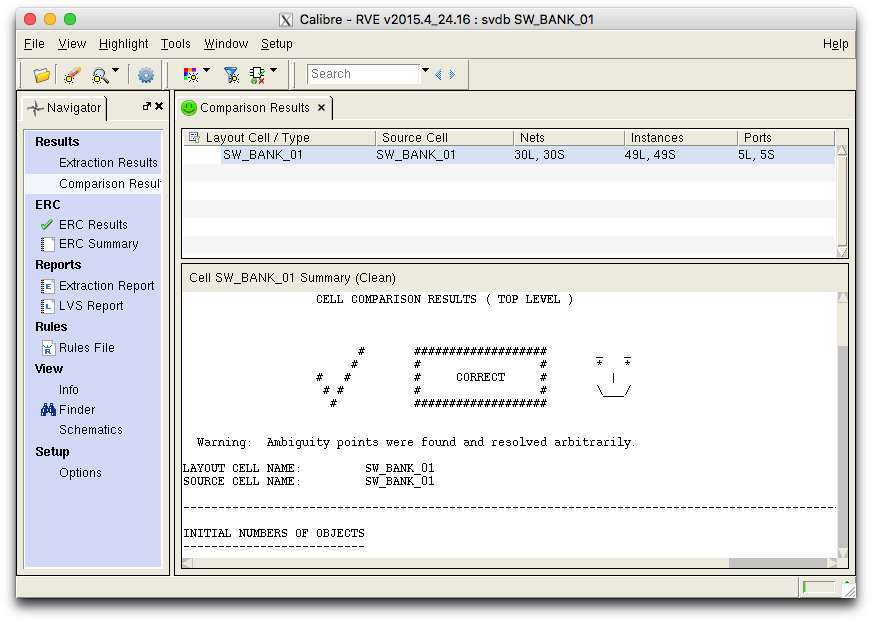 Calibre - RVE v2015.4_24.16 : svdb SW_BANK_01
File View Highlight Tools Window Setup Help
Search
Navigator
Results
Extraction Results
Comparison Resul
ERC
ERC Results
ERC Summary
Reports
Extraction Report
LVS Report
Rules
Rules File
View
Info
Finder
Schematics
Setup
Options
Comparison Results
Layout Cell / Type Source Cell Nets Instances Ports
SW_BANK_01 SW_BANK_01 30L, 30S 49L, 49S 5L, 5S
Cell SW_BANK_01 Summary (Clean)
CELL COMPARISON RESULTS ( TOP LEVEL )
# ################### _ _
# # # * *
# # # CORRECT # |
# # # # \___/
# ###################
Warning: Ambiguity points were found and resolved arbitrarily.
LAYOUT CELL NAME: SW_BANK_01
SOURCE CELL NAME: SW_BANK_01
--------------------------------------------------------------------------------------------
INITIAL NUMBERS OF OBJECTS
--------------------------